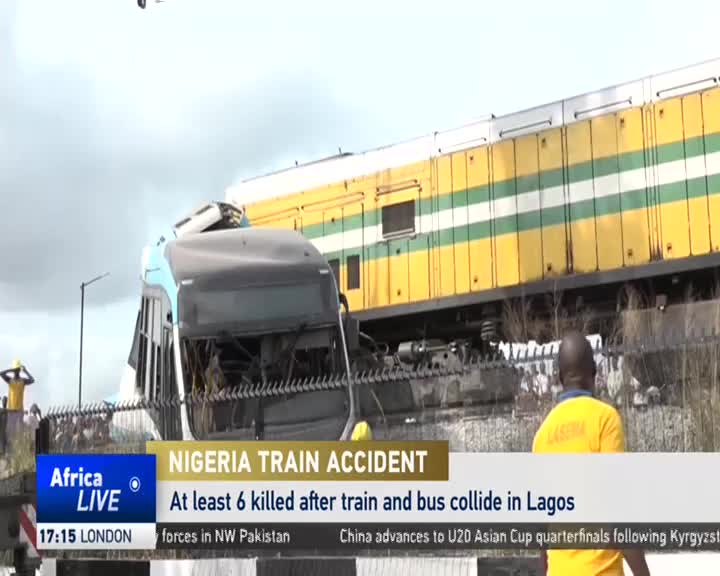 LASEMA
NIGERIA TRAIN ACCIDENT
Africa
LIVE
At least 6 killed after train and bus collide in Lagos
17:15 LONDON
forces in NW Pakistan
China advances to U20 Asian Cup quarterfinals following Kyrgyzst